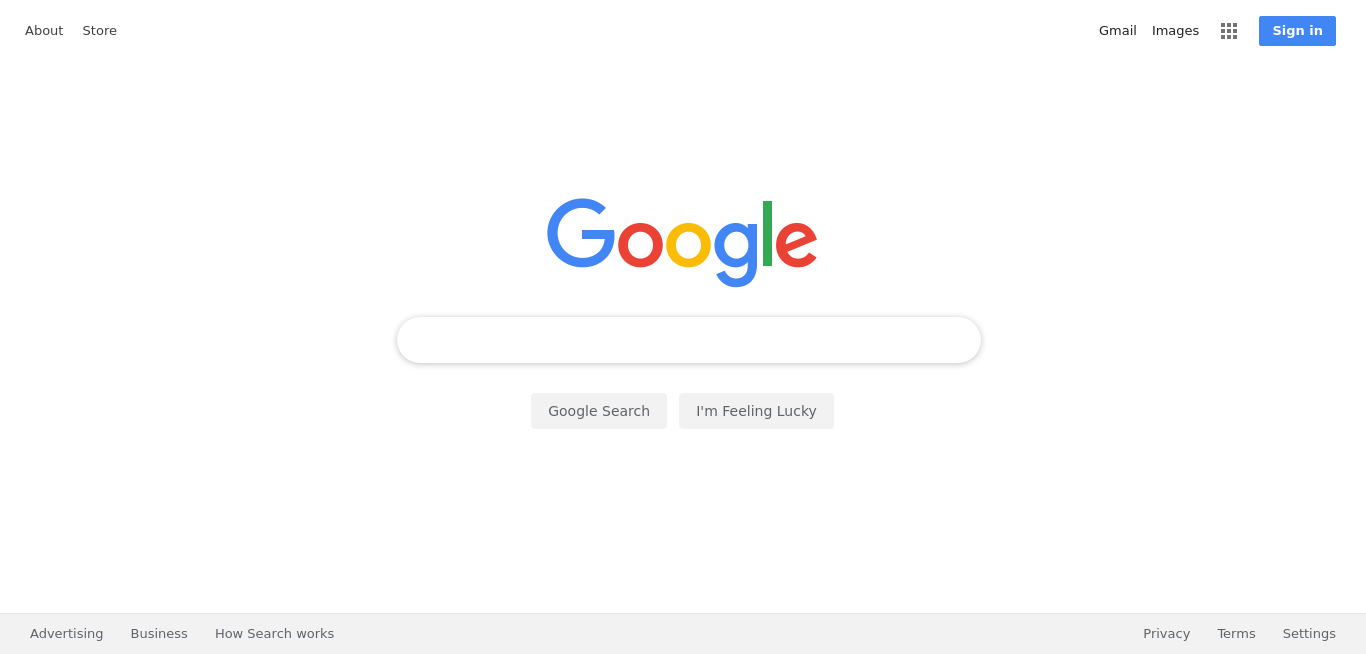 About Store Gmail Images Sign in
Google
Google Search I'm Feeling Lucky
Advertising Business How Search works Privacy Terms Settings